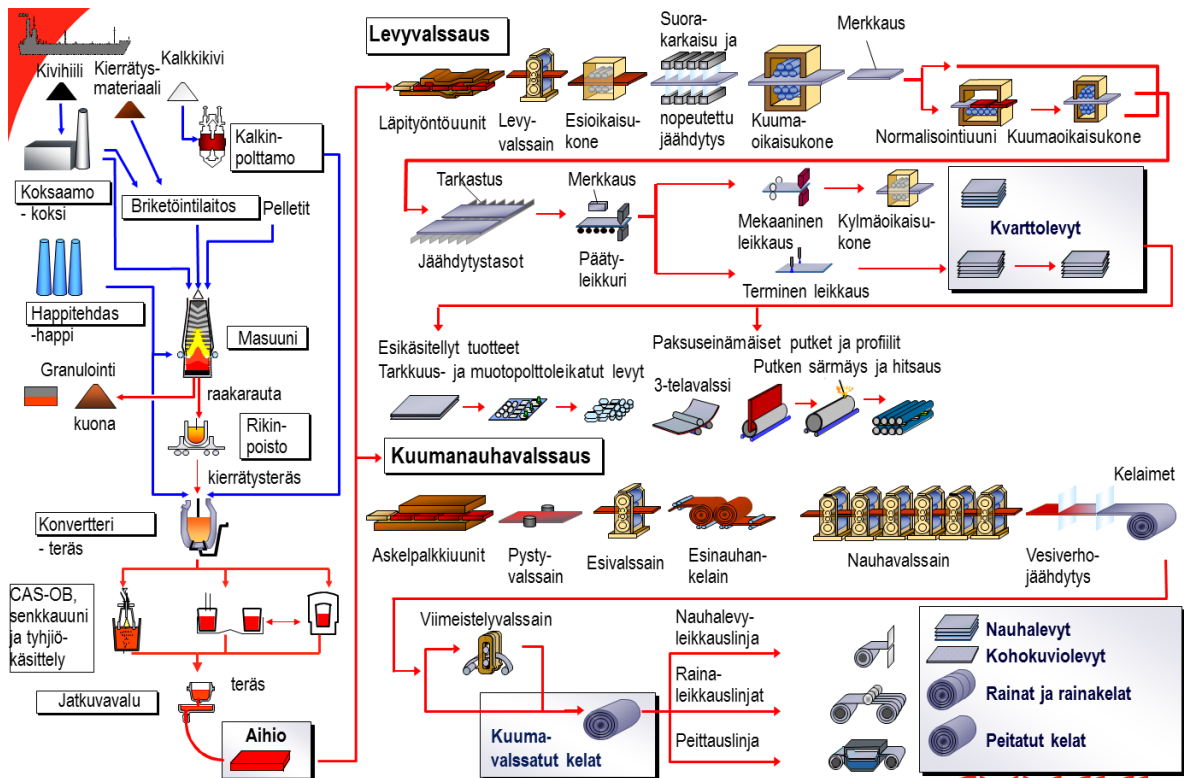 Kivihiili
Kierrätys-
materiaali
Kalkkikivi
Kalkin-
polttamo
Koksaamo
- koksi
Briketöintilaitos
Pelletit
Happitehdas
-happi
Masuuni
Granulointi
kuona
raakarauta
Rikin-
poisto
kierrätysteräs
Konvertteri
- teräs
CAS-OB,
senkkauuni
ja tyhjiö-
käsittely
Jatkuvavalu
teräs
Aihio
Levyvalssaus
Läpityöntöuunit
Levy-
valssain
Esioikaisu-
kone
Suora-
karkaisu ja
nopeutettu
jäähdytys
Kuuma-
oikaisukone
Merkkaus
Normalisointiuuni
Kuumaoikaisukone
Tarkastus
Jäähdytystasot
Merkkaus
Pääty-
leikkuri
Mekaaninen
leikkaus
Kylmäoikaisu-
kone
Terminen leikkaus
Kvarttolevyt
Esikäsitellyt tuotteet
Tarkkuus- ja muotopolttoleikatut levyt
Paksuseinämäiset putket ja profiilit
3-telavalssi
Putken särmäys ja hitsaus
Kuumanauhavalssaus
Askelpalkkiuunit
Pysty-
valssain
Esivalssain
Esinauhan-
kelain
Nauhavalssain
Vesiverho-
jäähdytys
Kelaimet
Viimeistelyvalssain
Kuuma-
valssatut kelat
Nauhalevy-
leikkauslinja
Raina-
leikkauslinjat
Peittauslinja
Nauhalevyt
Kohokuviolevyt
Rainat ja rainakelat
Peitatut kelat